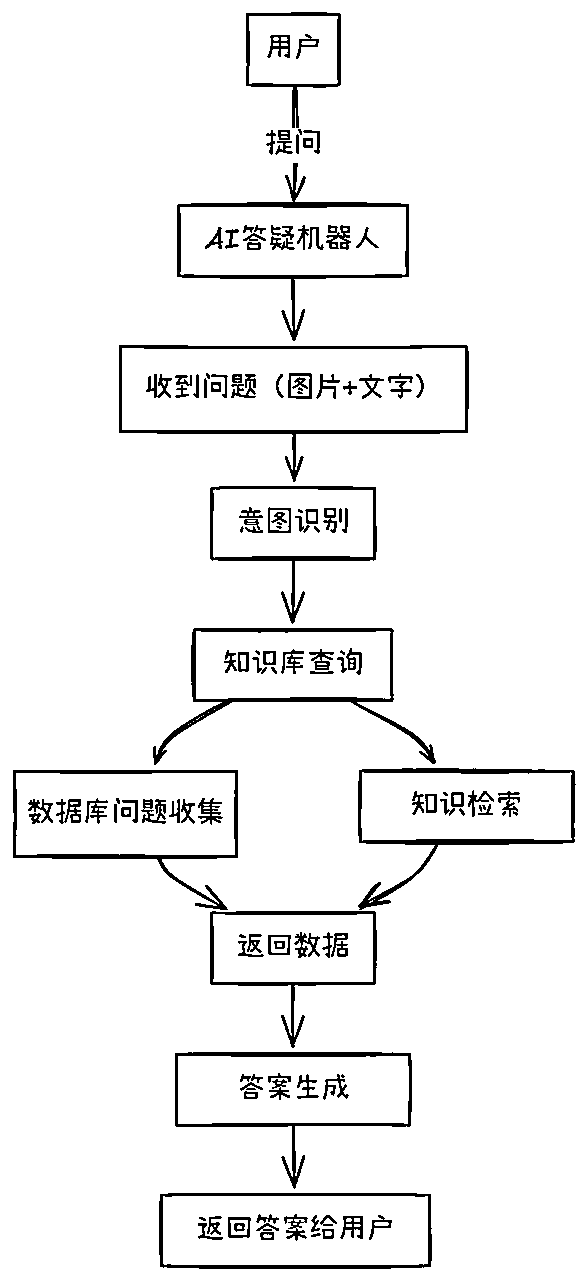 用户
提问
AI答疑机器人
收到问题（图片+文字）
意图识别
知识库查询
数据库问题收集
知识检索
返回数据
答案生成
返回答案给用户